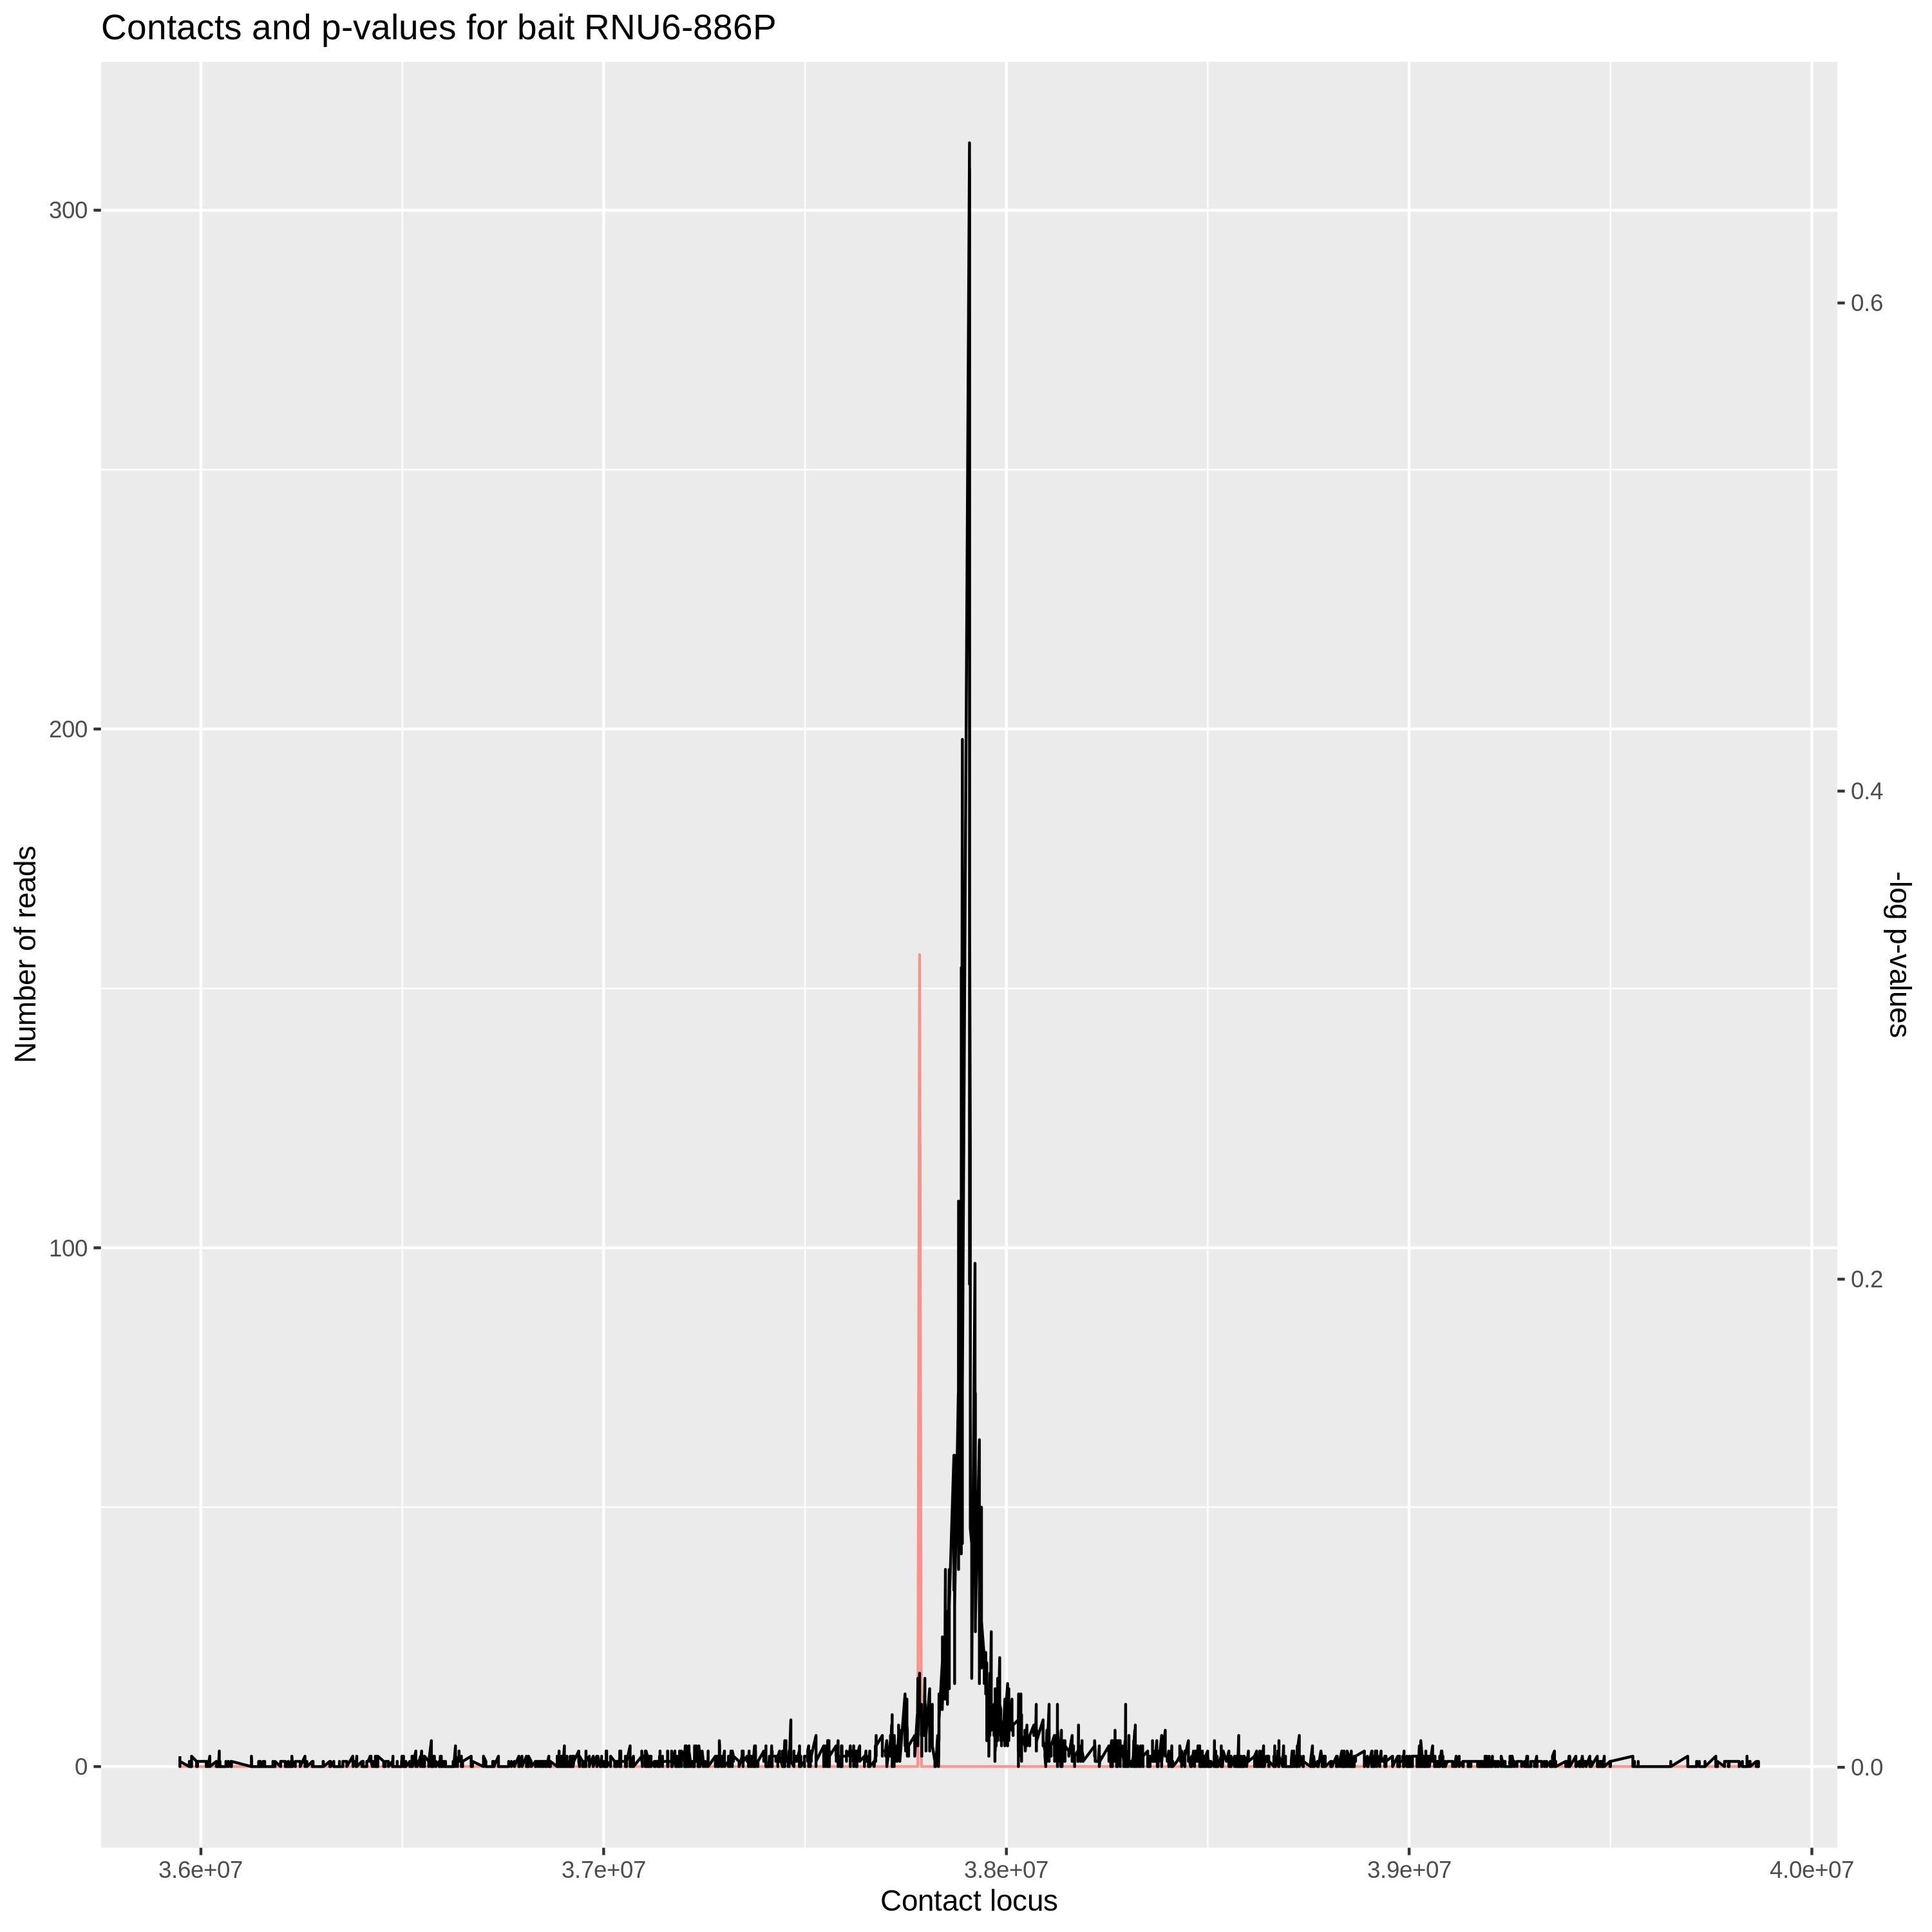 Contacts and p-values for bait RNU6-886P
300
200
100
0
Number of reads
0.6
0.4
0.2
0.0
-log p-values
3.6e+07
3.7e+07
3.8e+07
3.9e+07
4.0e+07
Contact locus